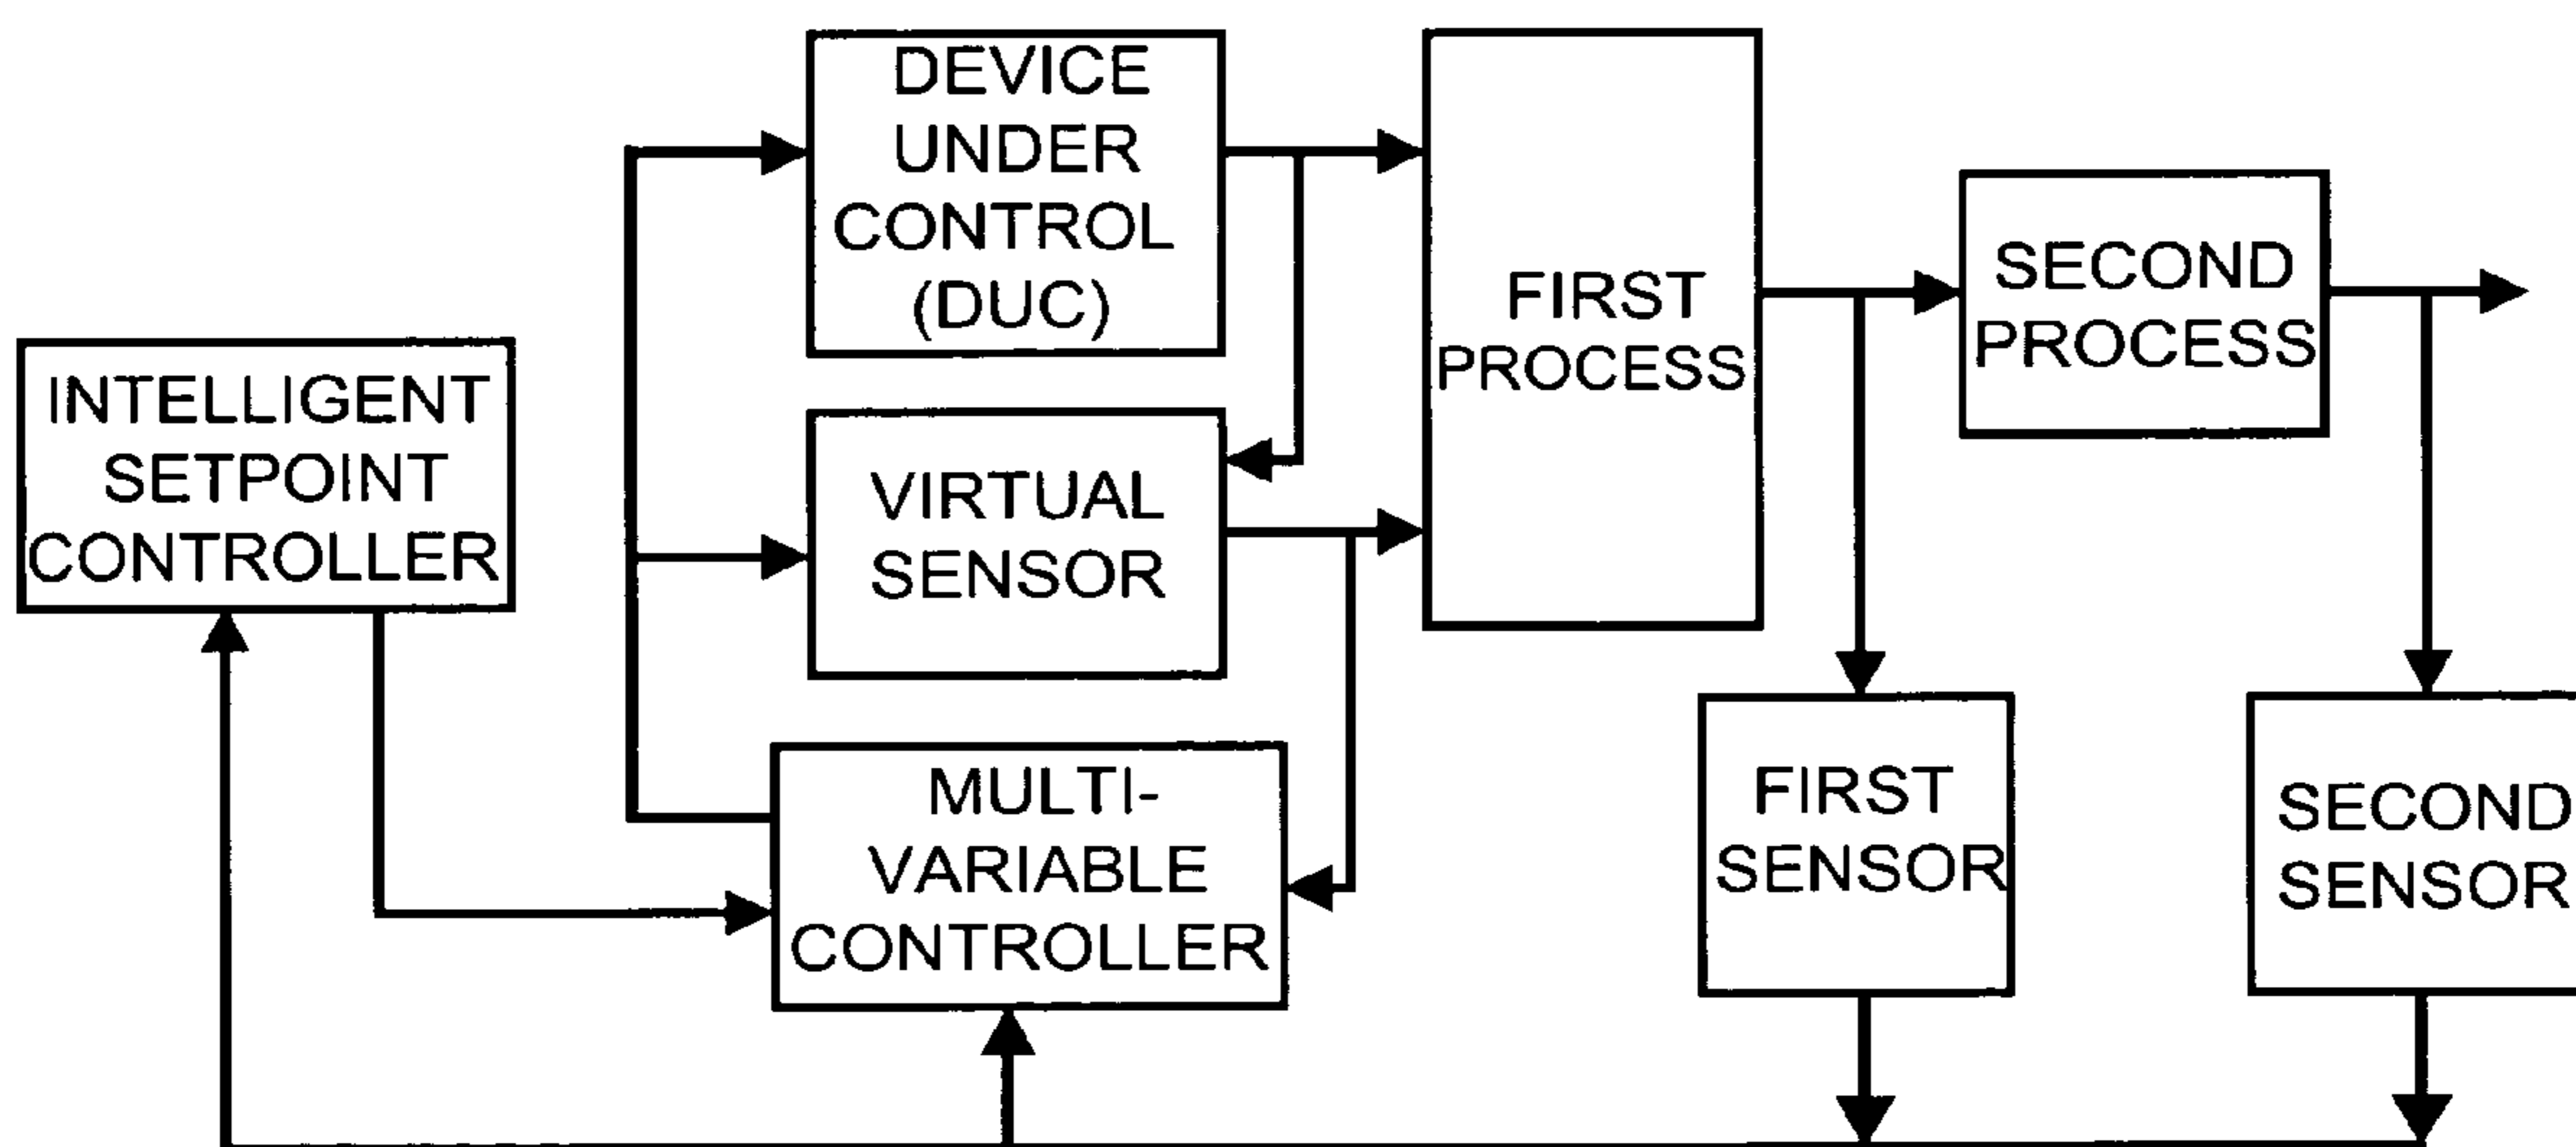 DEVICE
UNDER
CONTROL
(DUC)
FIRST
PROCESS
SECOND
PROCESS
INTELLIGENT
SETPOINT
CONTROLLER
VIRTUAL
SENSOR
MULTI-
VARIABLE
CONTROLLER
FIRST
SENSOR
SECOND
SENSOR